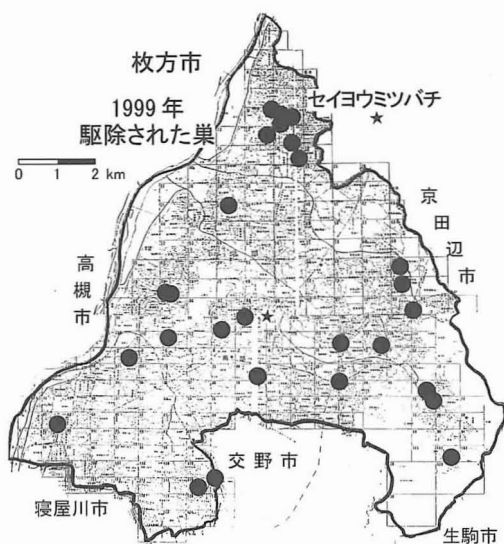 枚方市
1999年
駆除された巣
セイヨウミツバチ
0 1 2 km
京田辺市
高槻市
交野市
寝屋川市
生駒市